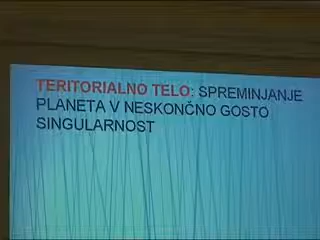 TERITORIALNO TELO: SPREMINJANJE
PLANETA V NESKONČNO GOSTO
SINGULARNOST